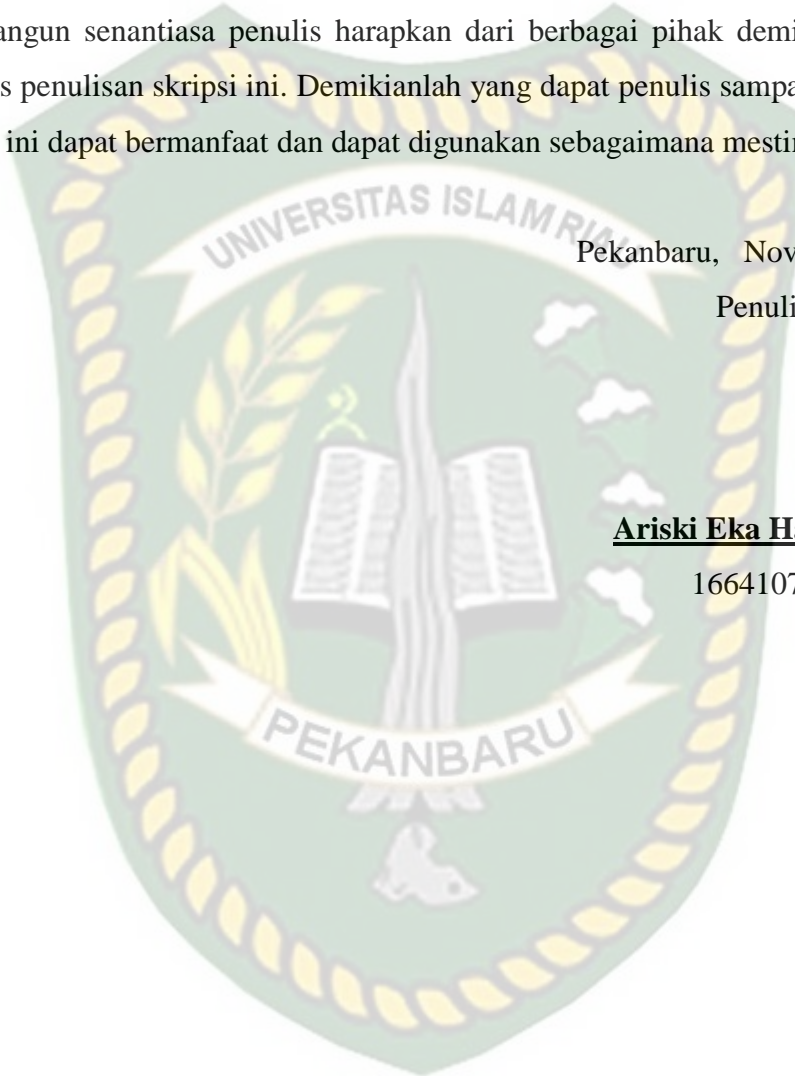 angun senantiasa penulis harapkan dari berbagai pihak demi
s penulisan skripsi ini. Demikianlah yang dapat penulis sampa
ini dapat bermanfaat dan dapat digunakan sebagaimana mesti
UNIVERSITAS ISLAM RIAU
Pekanbaru, Nov
Penuli
Ariski Eka H
166410
PEKANBARU